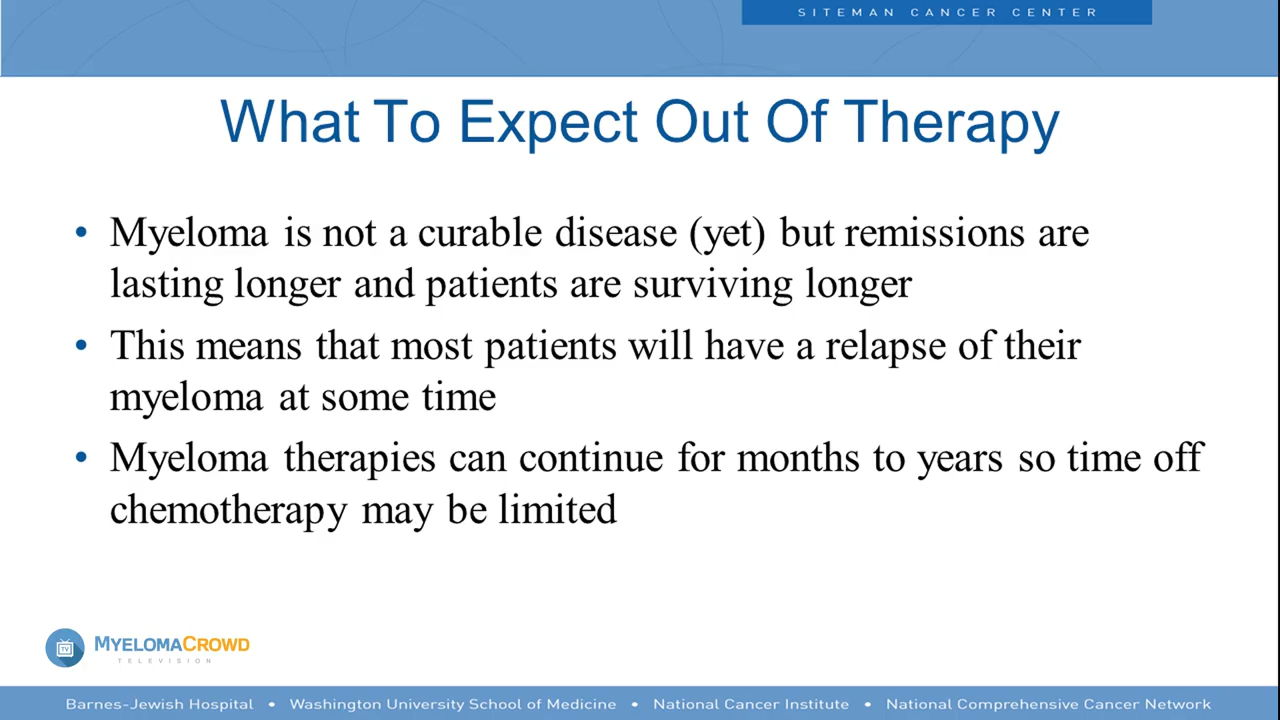 SITEMAN CANCER CENTER
What To Expect Out Of Therapy
• Myeloma is not a curable disease (yet) but remissions are
lasting longer and patients are surviving longer
• This means that most patients will have a relapse of their
myeloma at some time
• Myeloma therapies can continue for months to years so time off
chemotherapy may be limited
TV
MYELOMACROWD
TELEVISION
Barnes-Jewish Hospital • Washington University School of Medicine • National Cancer Institute • National Comprehensive Cancer Network